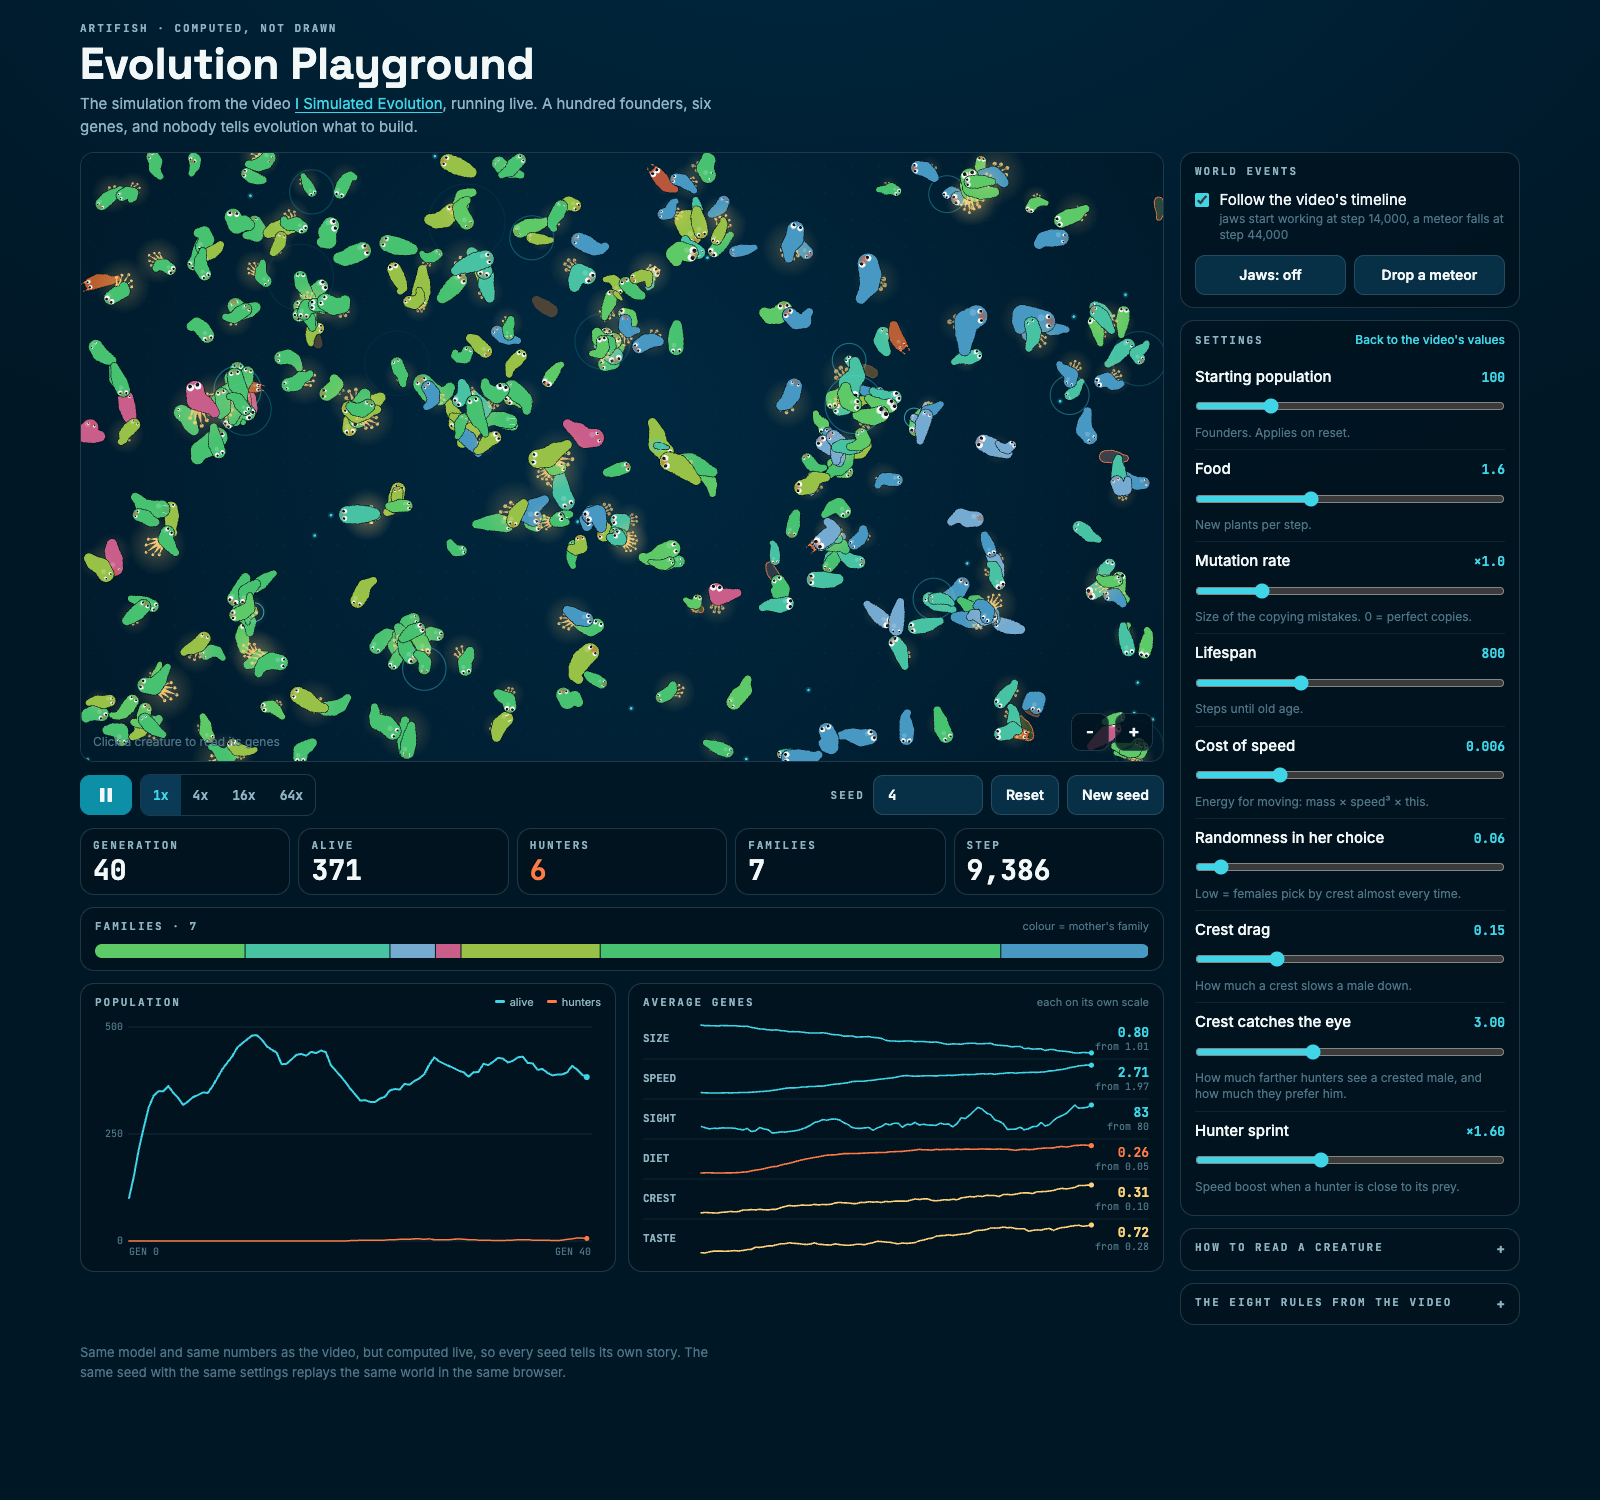 ARTIFISH · COMPUTED, NOT DRAWN
Evolution Playground
The simulation from the video I Simulated Evolution, running live. A hundred founders, six
genes, and nobody tells evolution what to build.
Click a creature to read its genes
-
+
1x
4x
16x
64x
SEED
4
Reset
New seed
GENERATION
40
ALIVE
371
HUNTERS
6
FAMILIES
7
STEP
9,386
FAMILIES · 7
colour = mother's family
POPULATION
alive
hunters
500
250
0
GEN 0
GEN 40
AVERAGE GENES
each on its own scale
SIZE
0.80
from 1.01
SPEED
2.71
from 1.97
SIGHT
83
from 80
DIET
0.26
from 0.05
CREST
0.31
from 0.10
TASTE
0.72
from 0.28
WORLD EVENTS
Follow the video's timeline
jaws start working at step 14,000, a meteor falls at
step 44,000
Jaws: off
Drop a meteor
SETTINGS
Back to the video's values
Starting population
100
Founders. Applies on reset.
Food
1.6
New plants per step.
Mutation rate
×1.0
Size of the copying mistakes. 0 = perfect copies.
Lifespan
800
Steps until old age.
Cost of speed
0.006
Energy for moving: mass × speed³ × this.
Randomness in her choice
0.06
Low = females pick by crest almost every time.
Crest drag
0.15
How much a crest slows a male down.
Crest catches the eye
3.00
How much farther hunters see a crested male, and
how much they prefer him.
Hunter sprint
×1.60
Speed boost when a hunter is close to its prey.
HOW TO READ A CREATURE
+
THE EIGHT RULES FROM THE VIDEO
+
Same model and same numbers as the video, but computed live, so every seed tells its own story. The
same seed with the same settings replays the same world in the same browser.